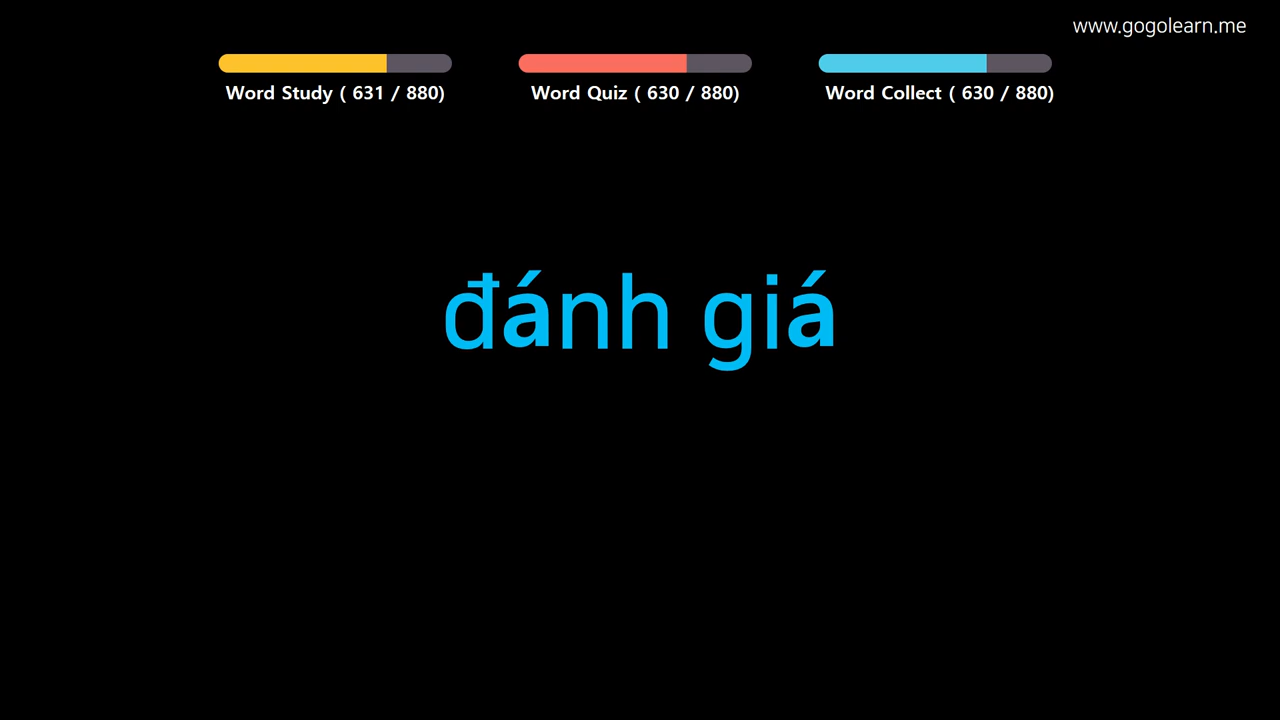 www.gogolearn.me
Word Study ( 631 / 880)
Word Quiz ( 630 / 880)
Word Collect ( 630 / 880)
đánh giá